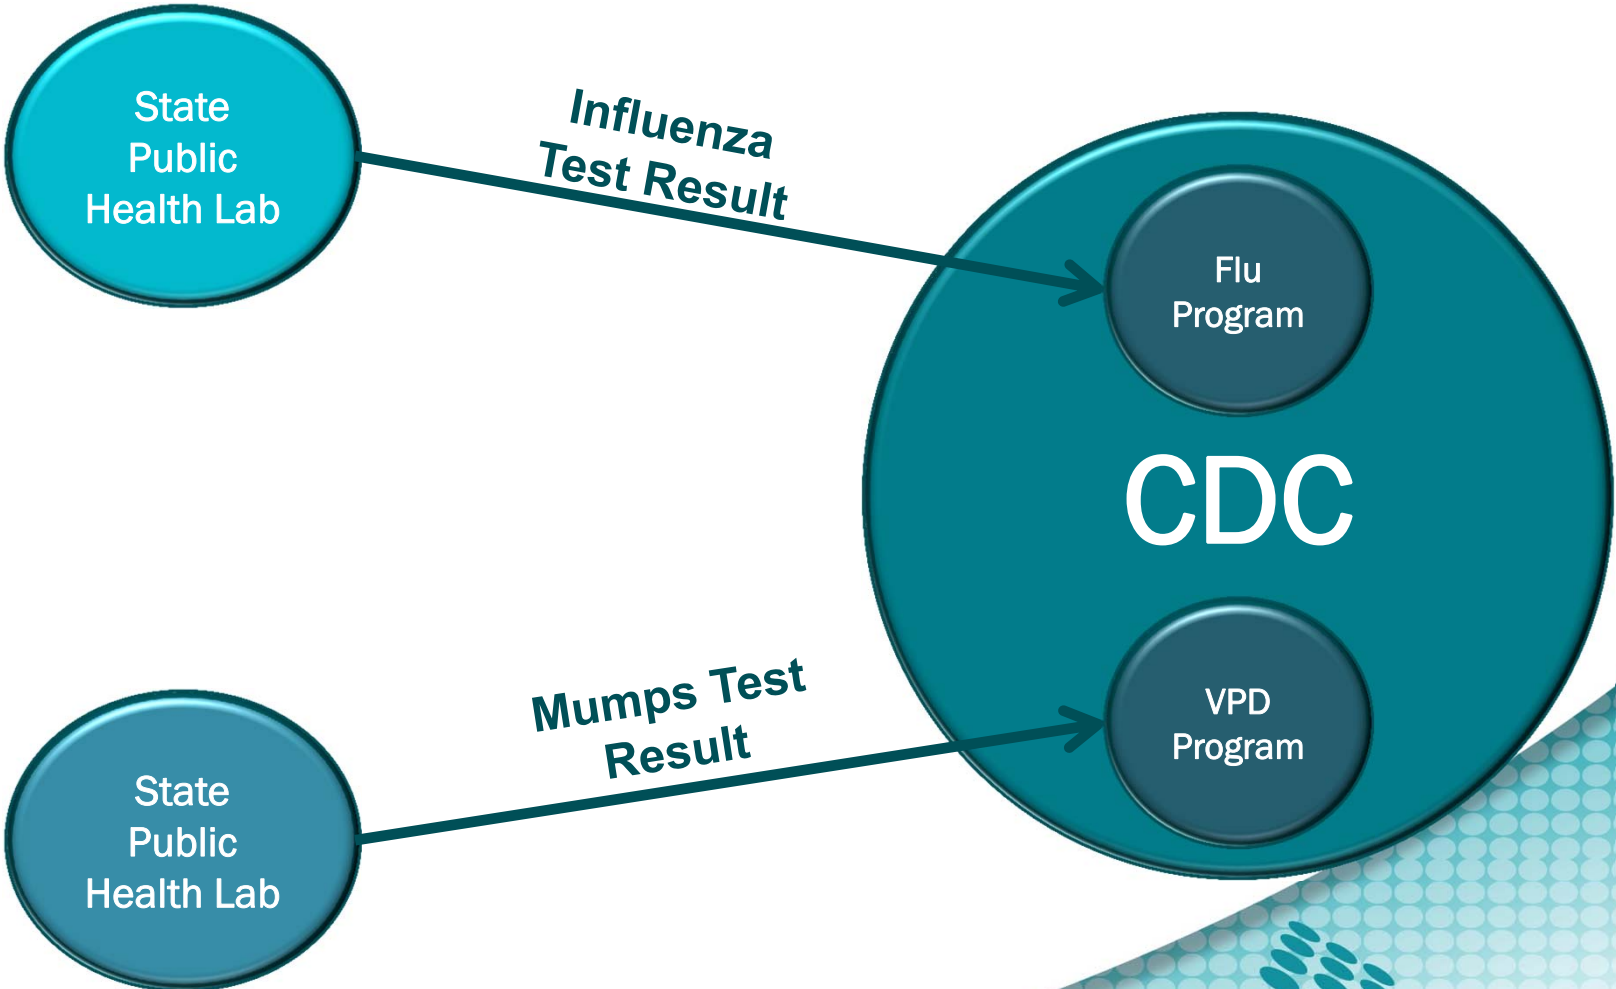 State
Public
Health Lab
Influenza
Test Result
Flu
Program
CDC
Mumps Test
Result
VPD
Program
State
Public
Health Lab